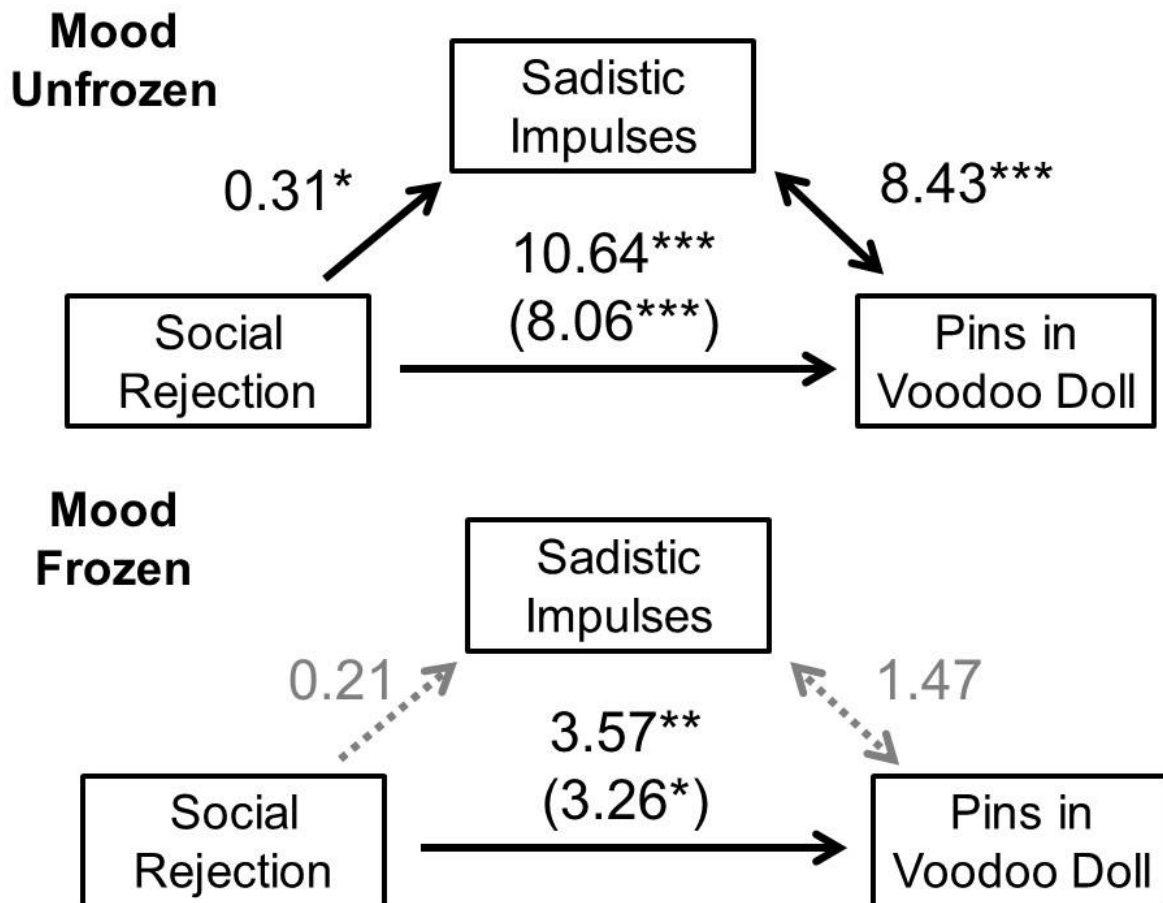 Mood
Unfrozen
Sadistic
Impulses
0.31*
8.43***
10.64***
(8.06***)
Social
Rejection
Pins in
Voodoo Doll
Mood
Frozen
Sadistic
Impulses
0.21
1.47
3.57**
(3.26*)
Social
Rejection
Pins in
Voodoo Doll